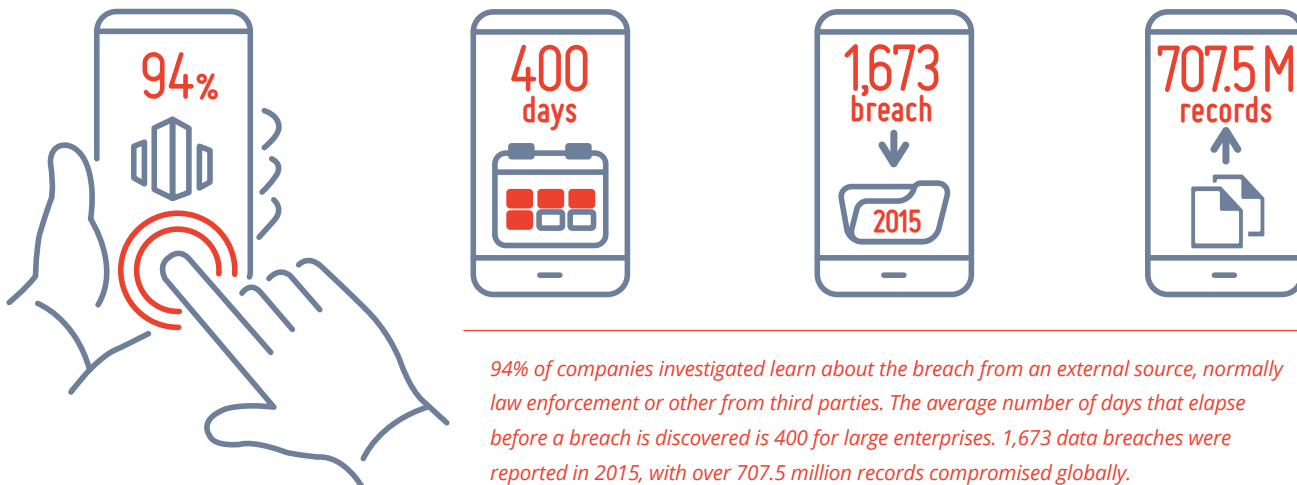 94%
400
days
1,673
breach
2015
707.5 M
records
94% of companies investigated learn about the breach from an external source, normally
law enforcement or other from third parties. The average number of days that elapse
before a breach is discovered is 400 for large enterprises. 1,673 data breaches were
reported in 2015, with over 707.5 million records compromised globally.